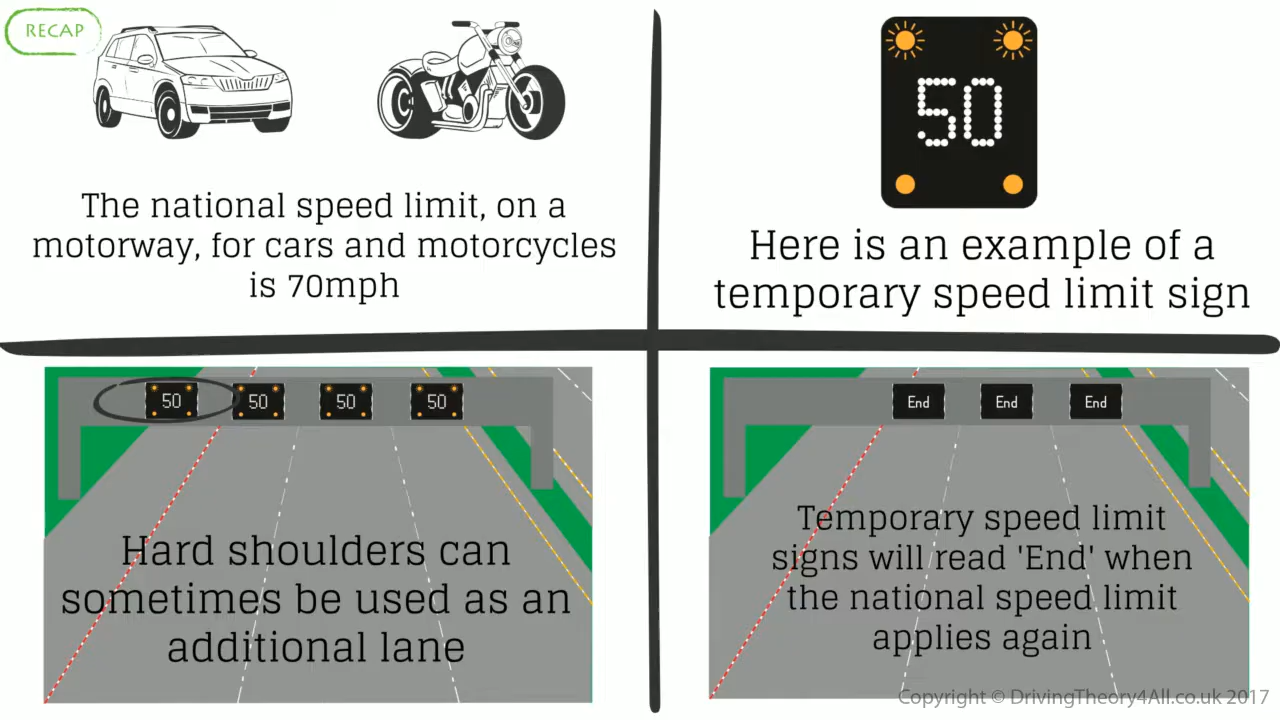 RECAP
The national speed limit, on a
motorway, for cars and motorcycles
is 70mph
50
Here is an example of a
temporary speed limit sign
50 50 50 50
Hard shoulders can
sometimes be used as an
additional lane
End End End
Temporary speed limit
signs will read 'End' when
the national speed limit
applies again
Copyright © DrivingTheory4All.co.uk 2017